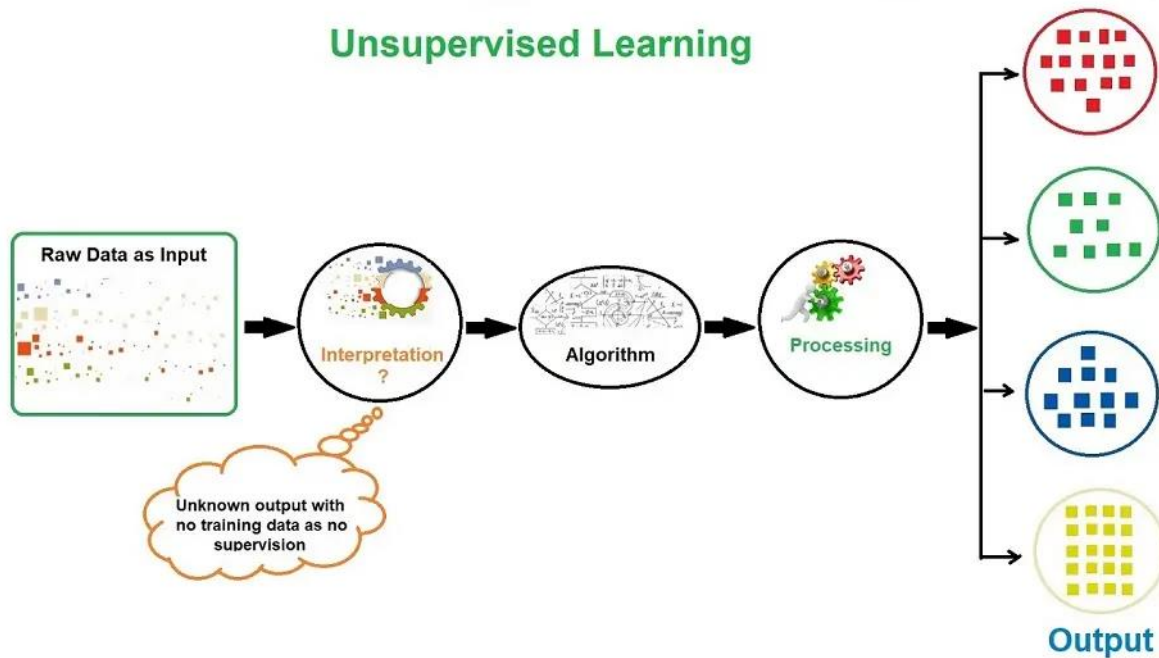 Unsupervised Learning
Raw Data as Input
Interpretation
?
Algorithm
Processing
Unknown output with
no training data as no
supervision
Output